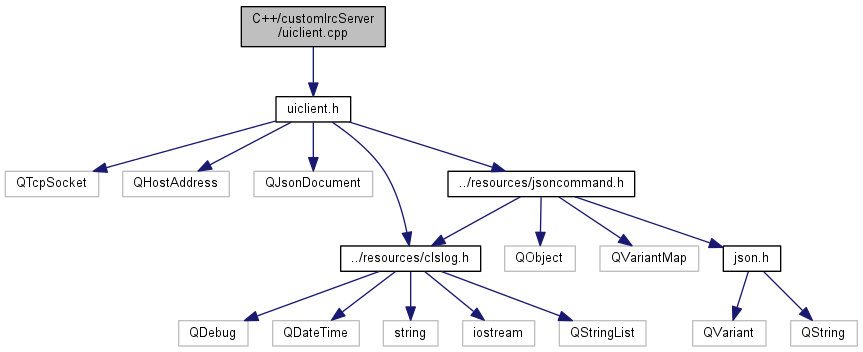 C++/customIrcServer
/uiclient.cpp
uiclient.h
QTcpSocket
QHostAddress
QJsonDocument
../resources/jsoncommand.h
../resources/clslog.h
QObject
QVariantMap
json.h
QDebug
QDateTime
string
iostream
QStringList
QVariant
QString